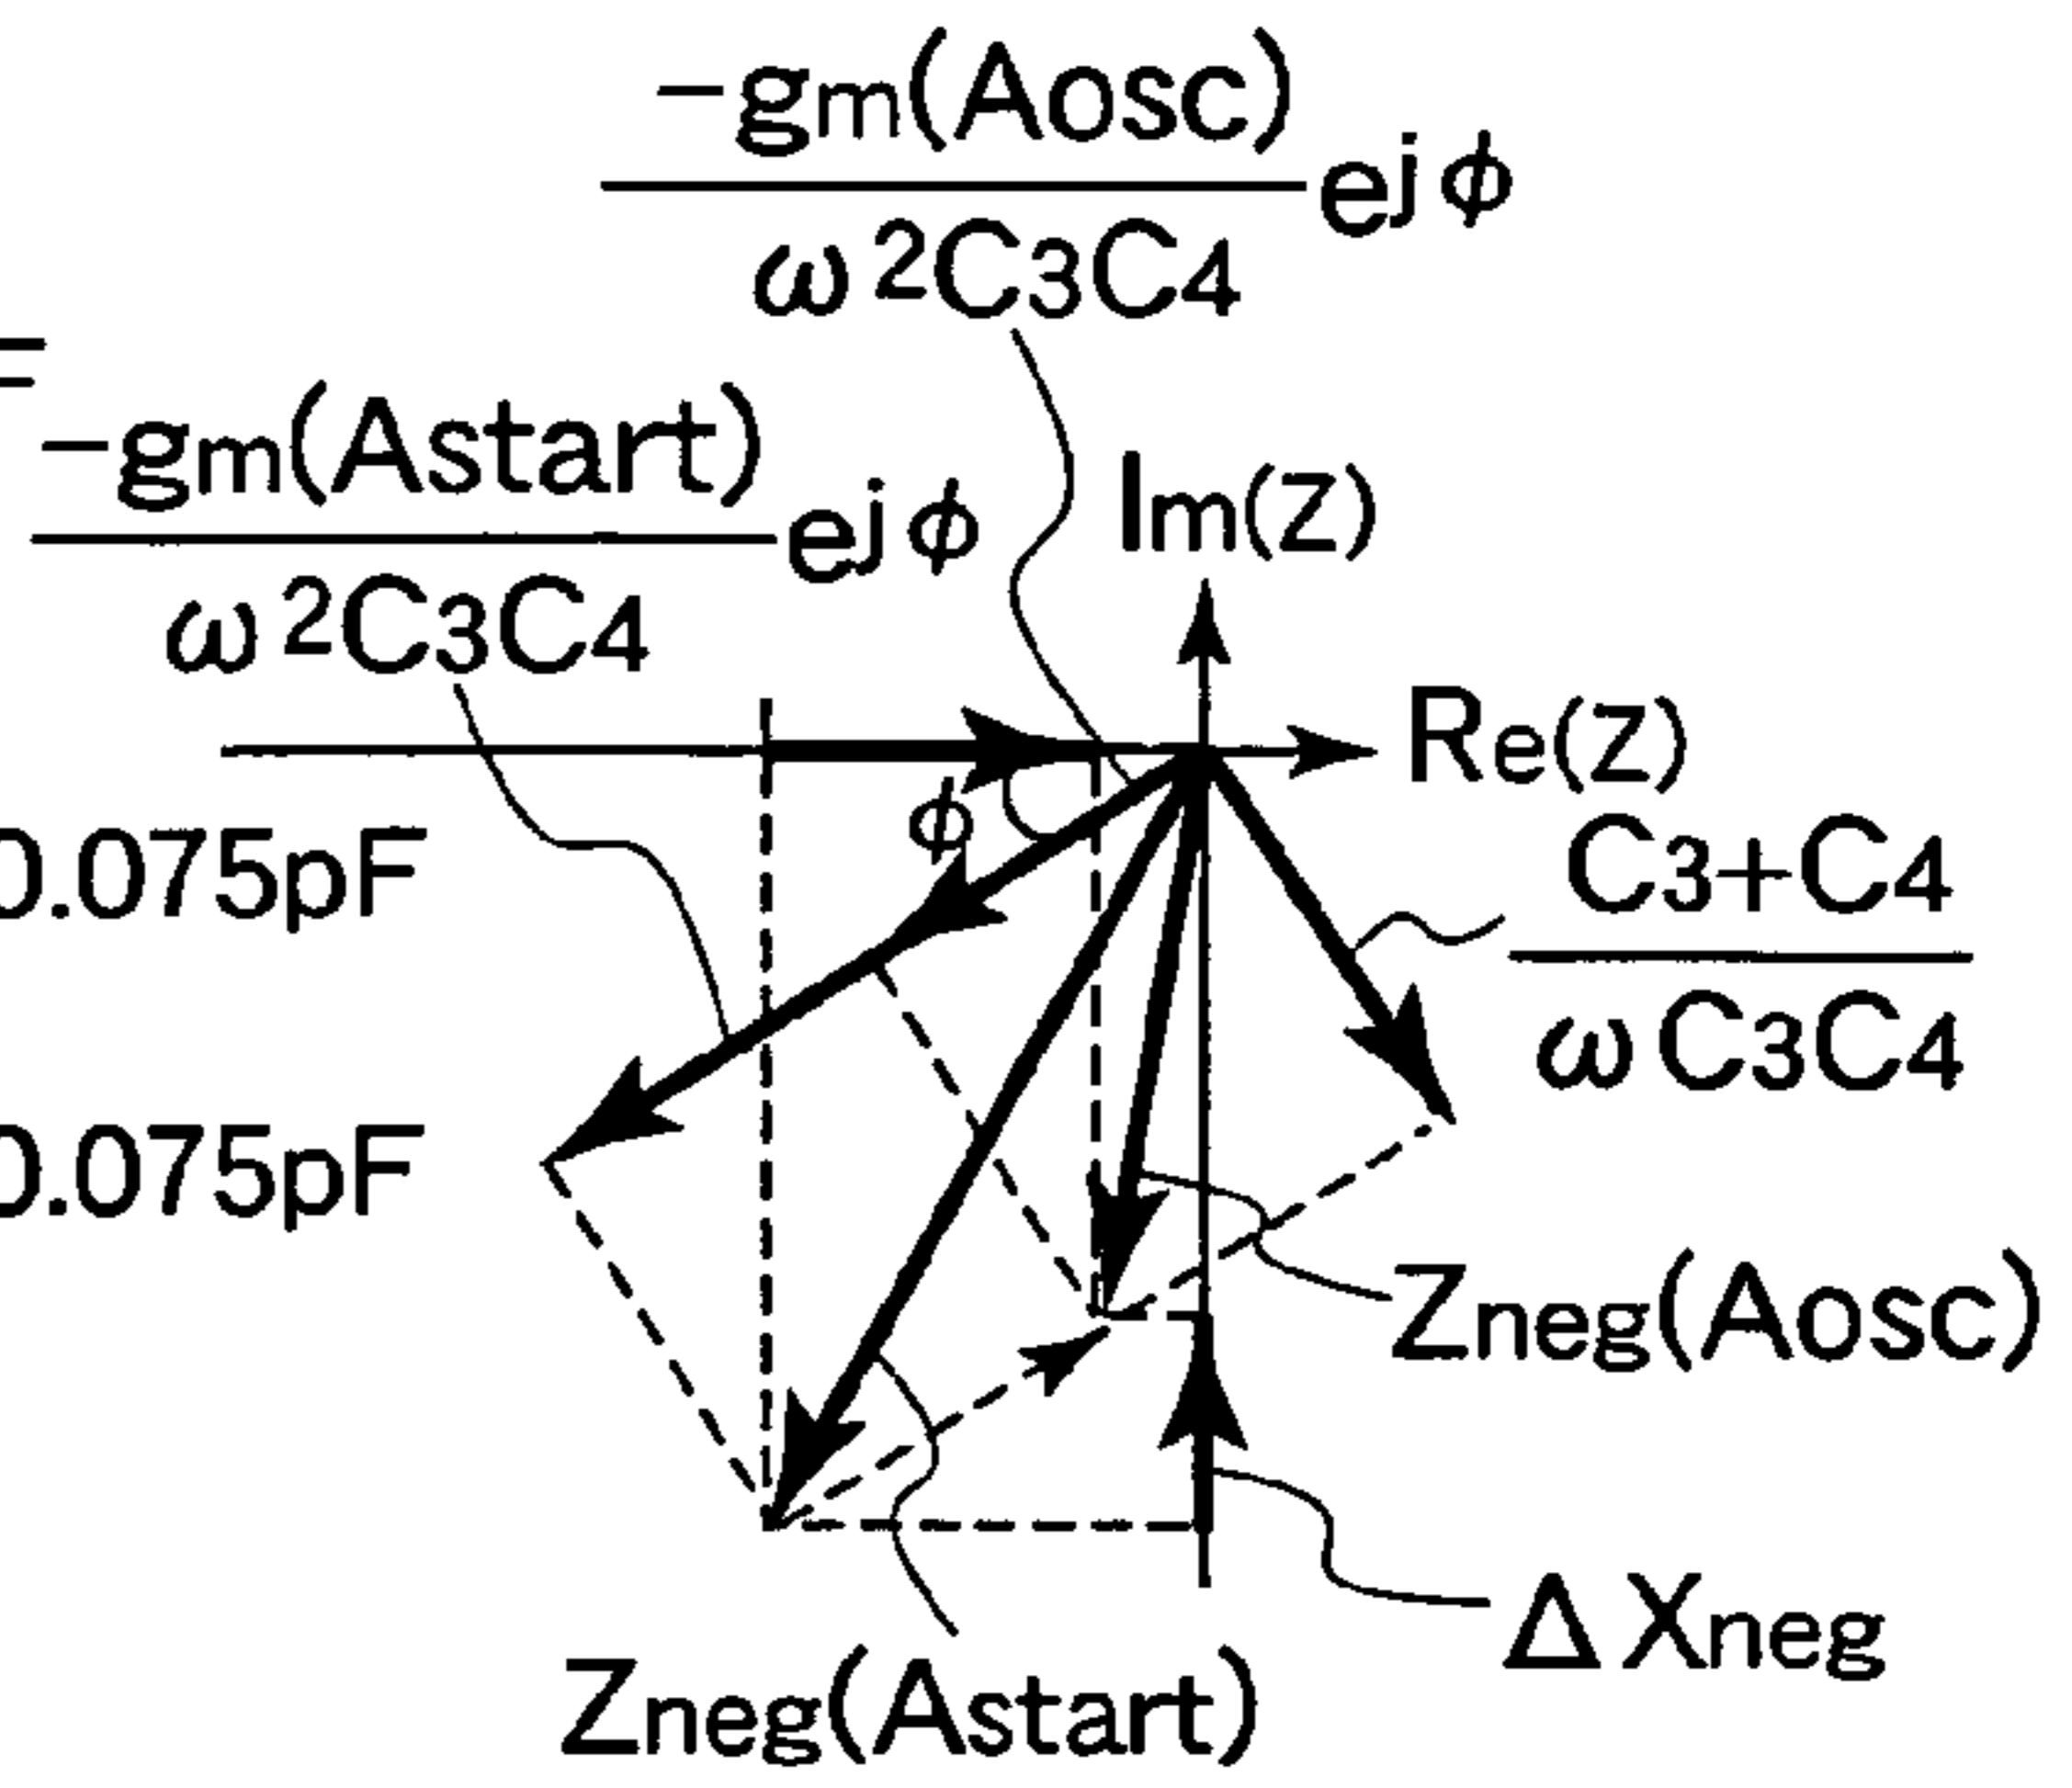 -gm(Aosc)
ω2C3C4
ejφ
F
-gm(Astart)
ω2C3C4
ejφ
Im(Z)
Re(Z)
φ
0.075pF
C3+C4
ωC3C4
0.075pF
Zneg(Aosc)
ΔXneg
Zneg(Astart)